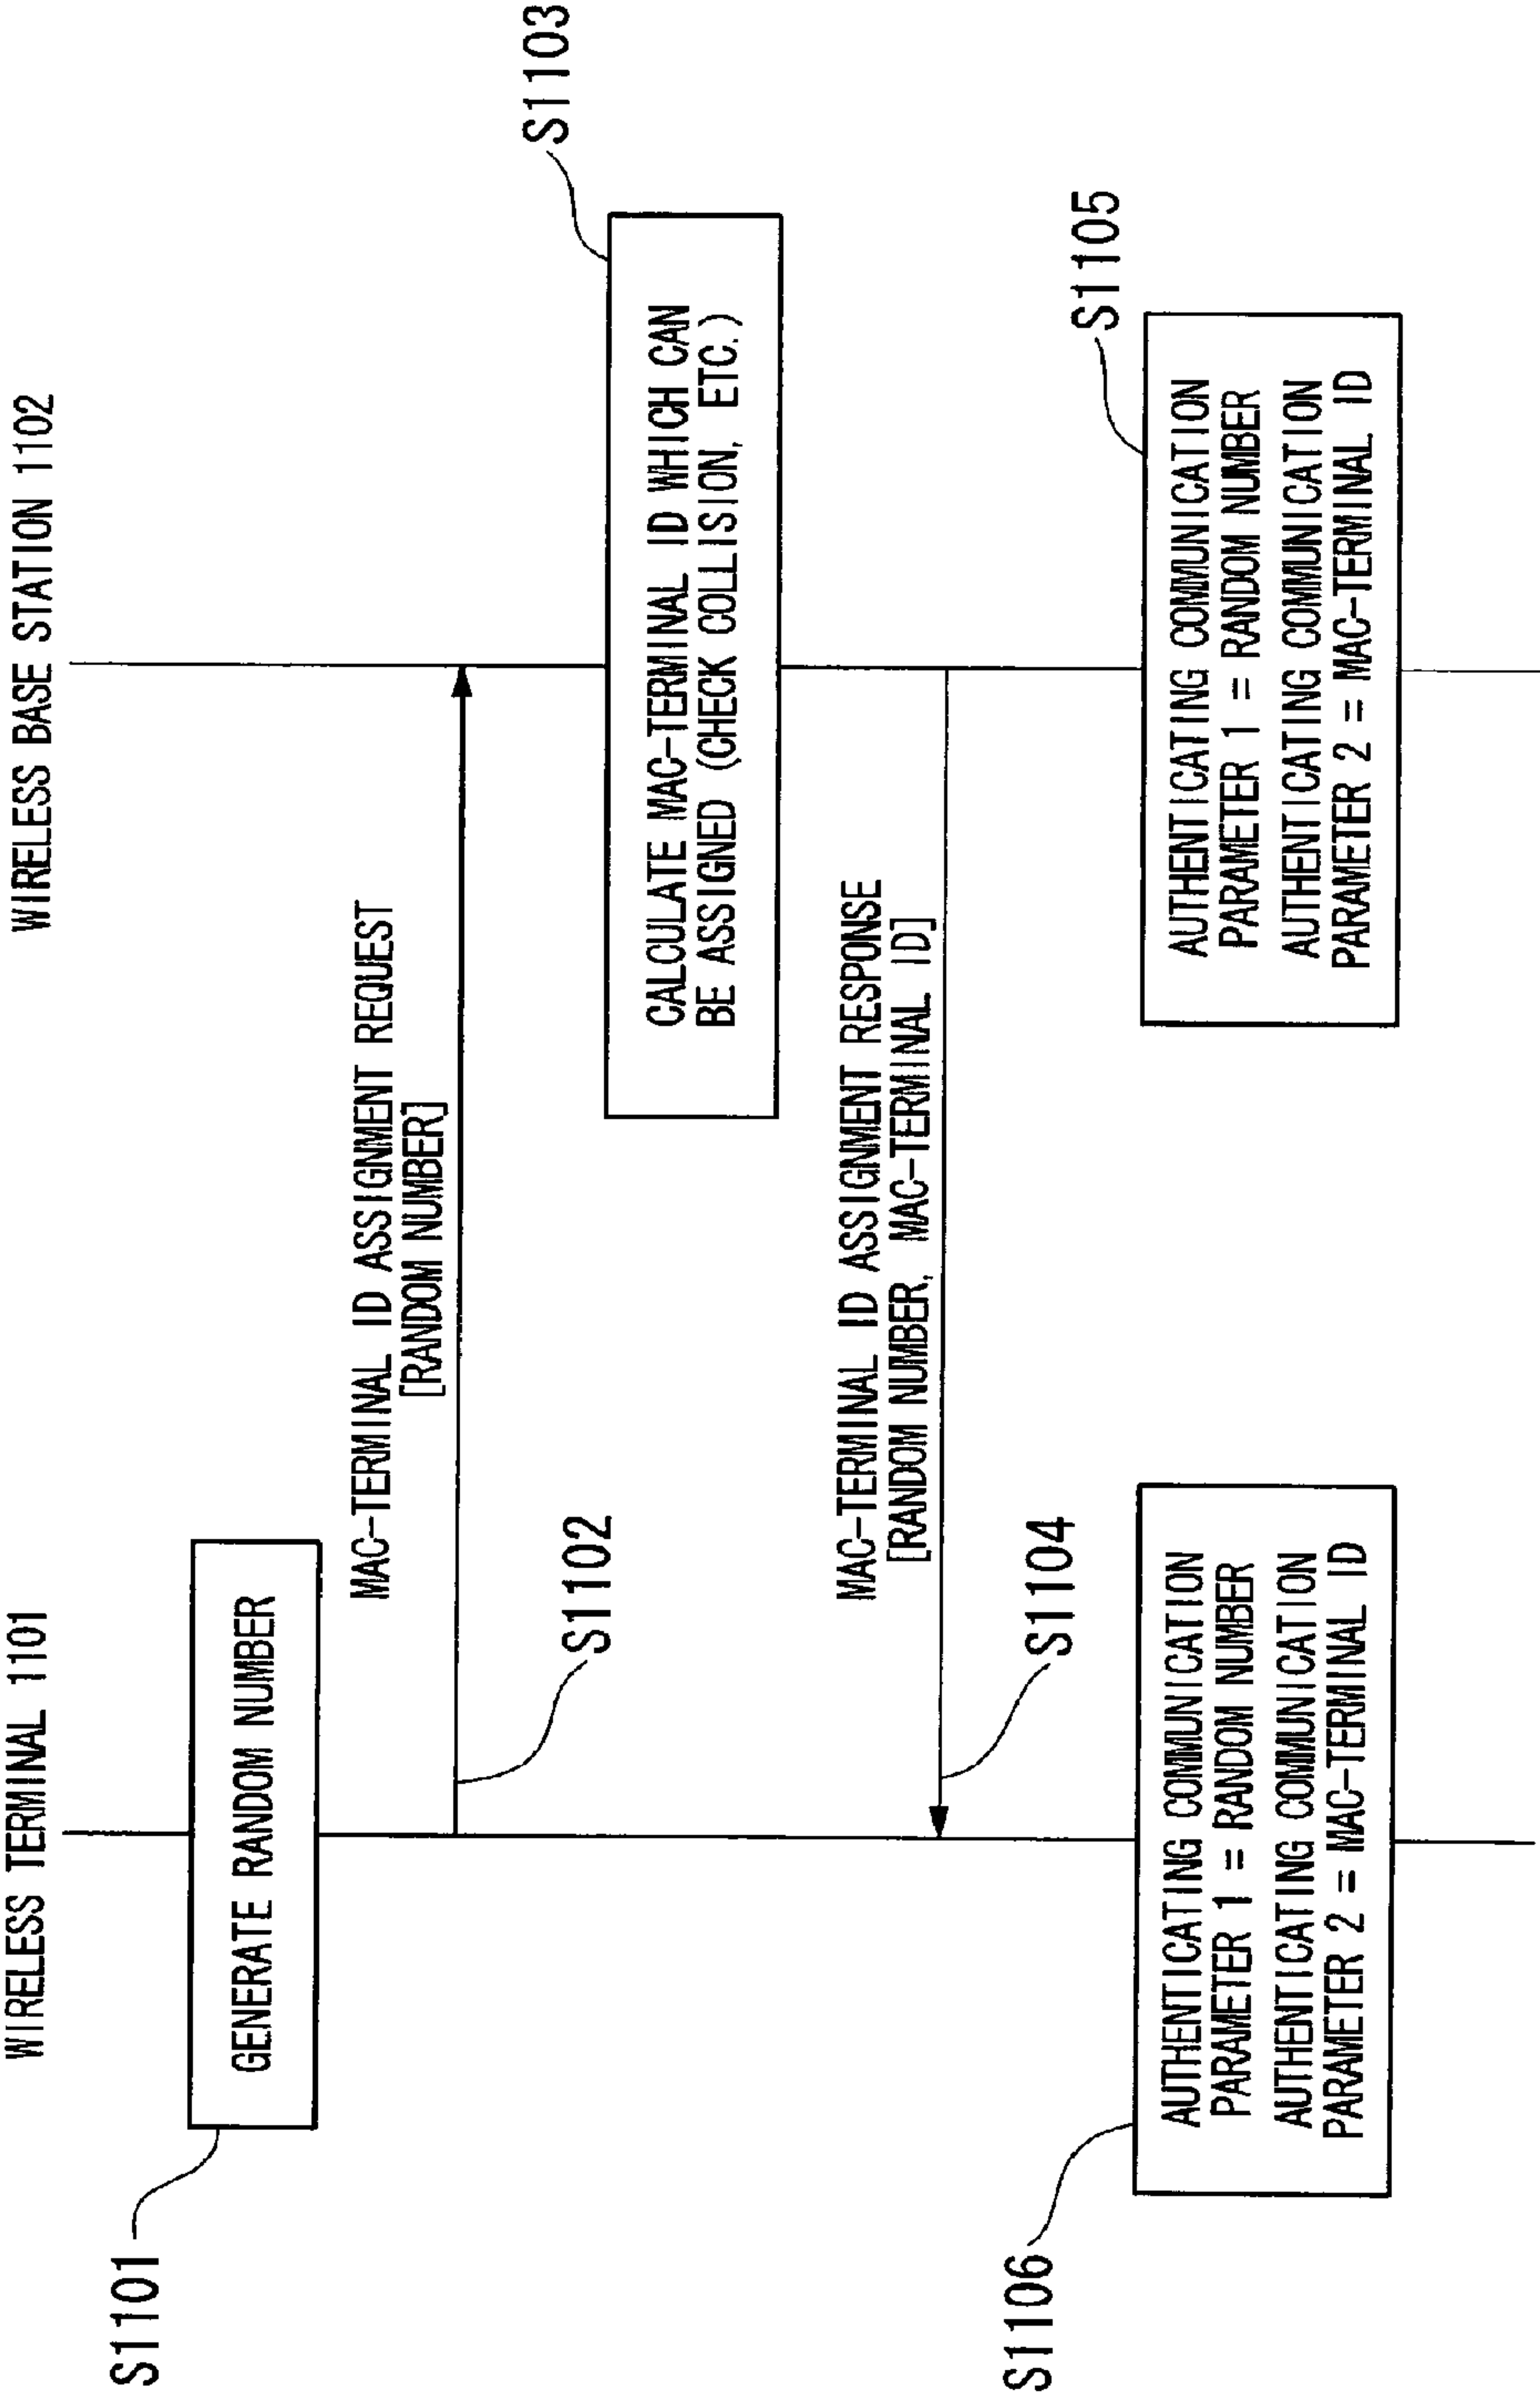 WIRELESS TERMINAL 1101
WIRELESS BASE STATION 1102
S1101
GENERATE RANDOM NUMBER
MAC-TERMINAL ID ASSIGNMENT REQUEST
[RANDOM NUMBER]
S1102
S1103
CALCULATE MAC-TERMINAL ID WHICH CAN
BE ASSIGNED (CHECK COLLISION, ETC.)
MAC-TERMINAL ID ASSIGNMENT RESPONSE
[RANDOM NUMBER, MAC-TERMINAL ID]
S1104
S1106
AUTHENTICATING COMMUNICATION
PARAMETER 1 = RANDOM NUMBER
AUTHENTICATING COMMUNICATION
PARAMETER 2 = MAC-TERMINAL ID
S1105
AUTHENTICATING COMMUNICATION
PARAMETER 1 = RANDOM NUMBER
AUTHENTICATING COMMUNICATION
PARAMETER 2 = MAC-TERMINAL ID